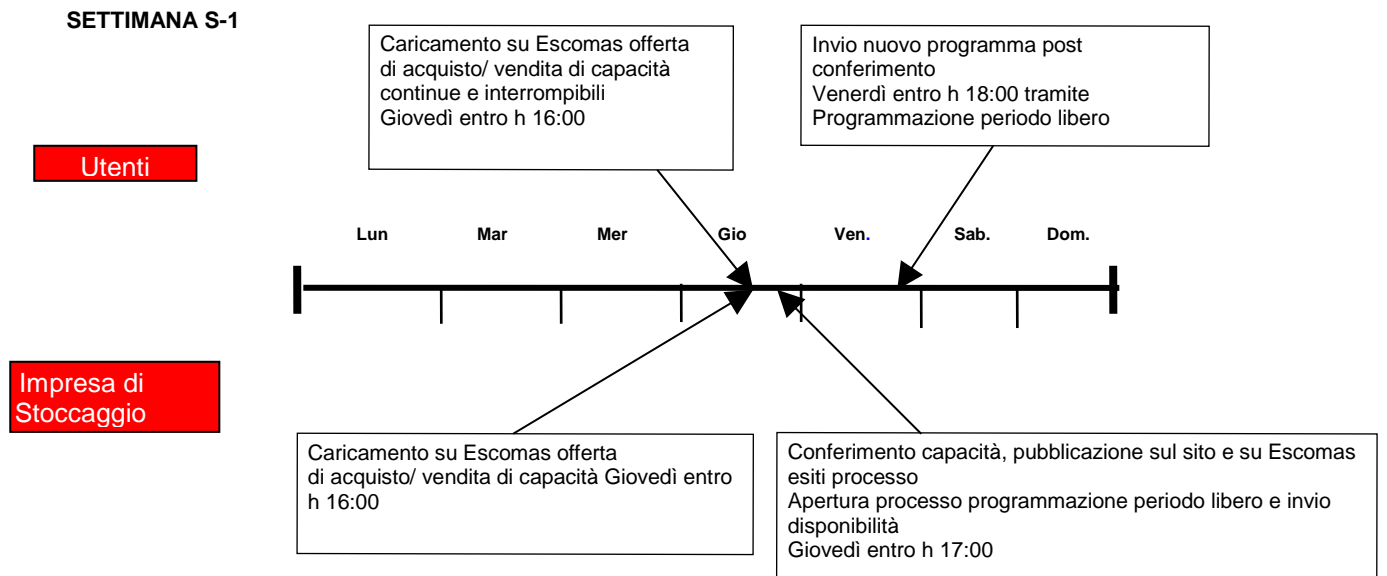 SETTIMANA S-1
Caricamento su Escomas offerta
di acquisto/ vendita di capacità
continue e interrompibili
Giovedì entro h 16:00
Invio nuovo programma post
conferimento
Venerdì entro h 18:00 tramite
Programmazione periodo libero
Utenti
Lun Mar Mer Gio Ven. Sab. Dom.
Impresa di
Stoccaggio
Caricamento su Escomas offerta
di acquisto/ vendita di capacità Giovedì entro
h 16:00
Conferimento capacità, pubblicazione sul sito e su Escomas
esiti processo
Apertura processo programmazione periodo libero e invio
disponibilità
Giovedì entro h 17:00